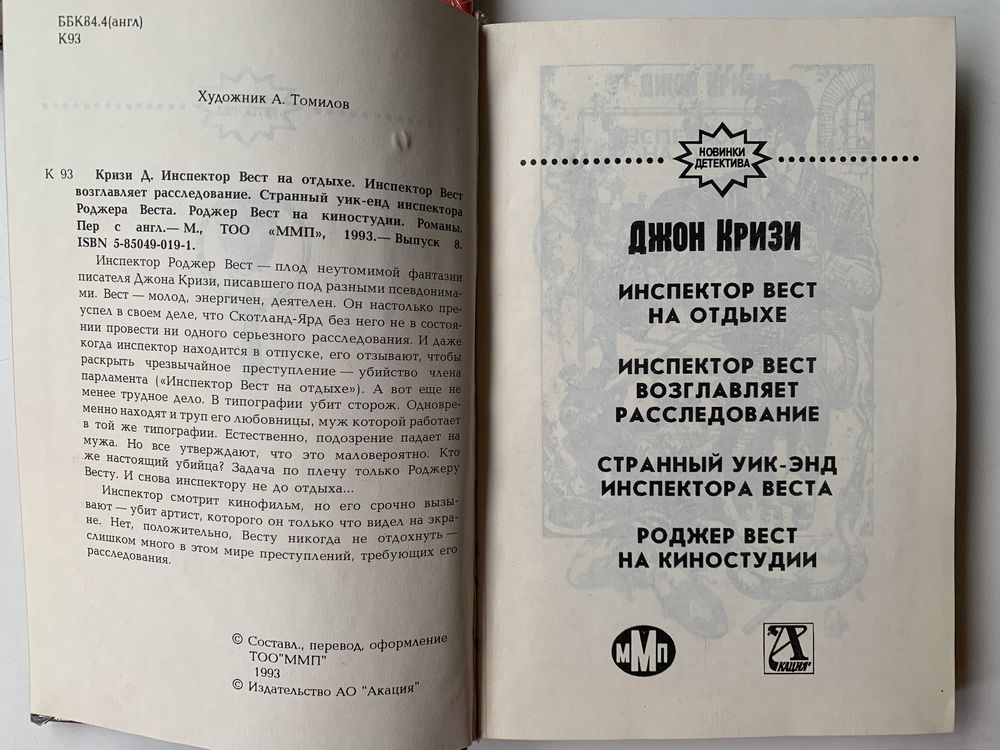 ББК84.4(англ)
К93
Художник А. Томилов
К 93 Кризи Д. Инспектор Вест на отдыхе. Инспектор Вест
возглавляет расследование. Странный уик-енд инспектора
Роджера Веста. Роджер Вест на киностудии. Романы.
Пер с англ.— М., ТОО «ММП», 1993.— Выпуск 8.
ISBN 5-85049-019-1.
Инспектор Роджер Вест — плод неутомимой фантазии
писателя Джона Кризи, писавшего под разными псевдонима-
ми. Вест — молод, энергичен, деятелен. Он настолько пре-
успел в своем деле, что Скотланд-Ярд без него не в состоя-
нии провести ни одного серьезного расследования. И даже
когда инспектор находится в отпуске, его отзывают, чтобы
раскрыть чрезвычайное преступление — убийство члена
парламента («Инспектор Вест на отдыхе»). А вот еще не
менее трудное дело. В типографии убит сторож. Одновре-
менно находят и труп его любовницы, муж которой работает
в той же типографии. Естественно, подозрение падает на
мужа. Но все утверждают, что это маловероятно. Кто
же настоящий убийца? Задача по плечу только Роджеру
Весту. И снова инспектору не до отдыха...
Инспектор смотрит кинофильм, но его срочно вызы-
вают — убит артист, которого он только что видел на экра-
не. Нет, положительно, Весту никогда не отдохнуть —
слишком много в этом мире преступлений, требующих его
расследования.
© Составл., перевод, оформление
ТОО"ММП"
1993
© Издательство АО "Акация"
НОВИНКИ
ДЕТЕКТИВА
ДЖОН КРИЗИ
ИНСПЕКТОР ВЕСТ
НА ОТДЫХЕ
ИНСПЕКТОР ВЕСТ
ВОЗГЛАВЛЯЕТ
РАССЛЕДОВАНИЕ
СТРАННЫЙ УИК-ЭНД
ИНСПЕКТОРА ВЕСТА
РОДЖЕР ВЕСТ
НА КИНОСТУДИИ
ММП
АКАЦИЯ